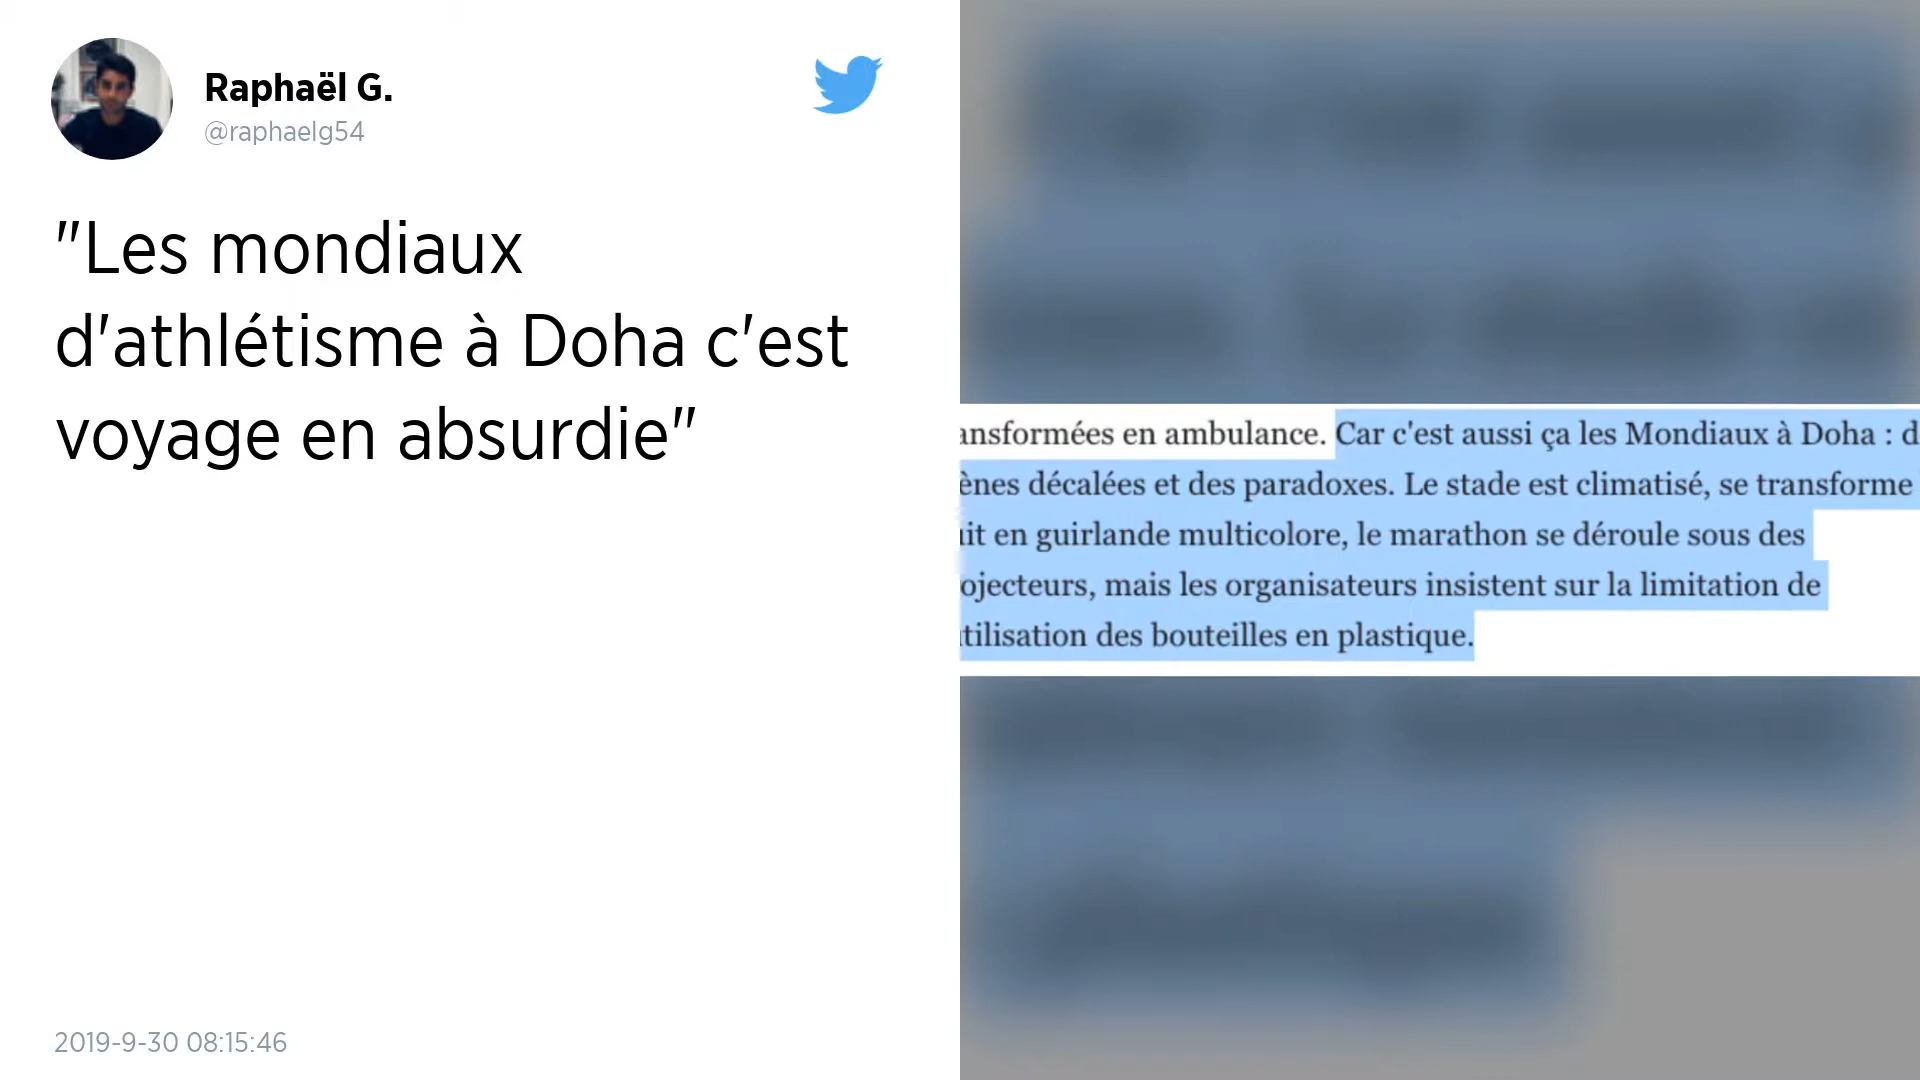 Raphaël G.
@raphaelg54
"Les mondiaux
d'athlétisme à Doha c'est
voyage en absurdie"
2019-9-30 08:15:46
ansformées en ambulance. Car c'est aussi ça les Mondiaux à Doha : d
ènes décalées et des paradoxes. Le stade est climatisé, se transforme
uit en guirlande multicolore, le marathon se déroule sous des
ojecteurs, mais les organisateurs insistent sur la limitation de
tilisation des bouteilles en plastique.